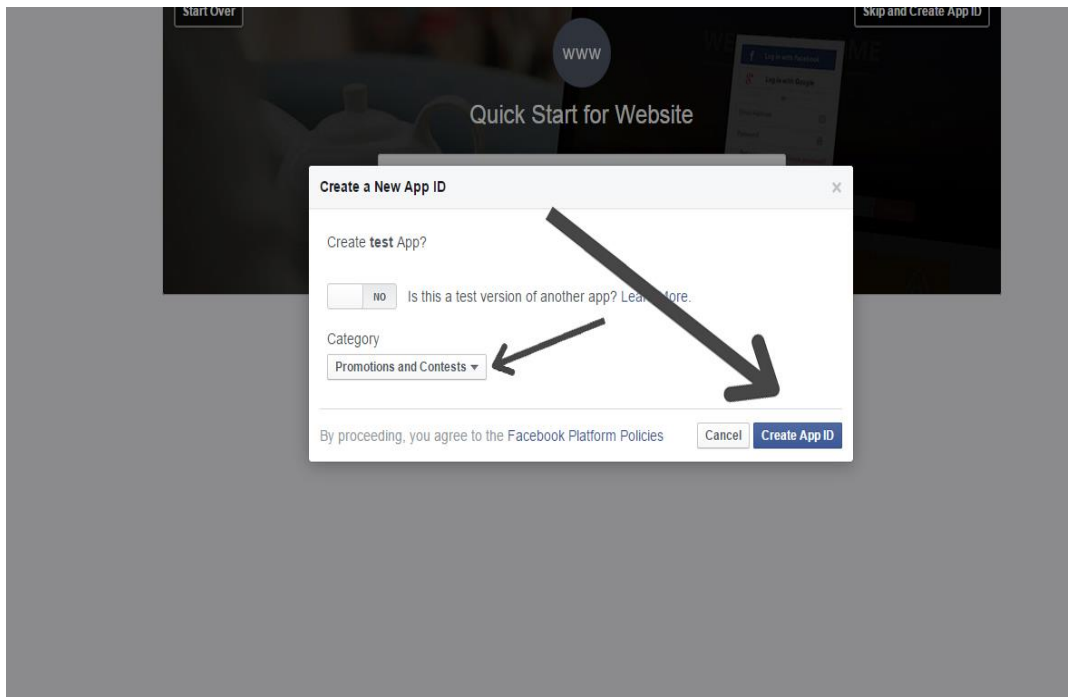 Start Over
Skip and Create App ID
www
Quick Start for Website
Create a New App ID
Create test App?
NO Is this a test version of another app? Learn More.
Category
Promotions and Contests
By proceeding, you agree to the Facebook Platform Policies
Cancel Create App ID